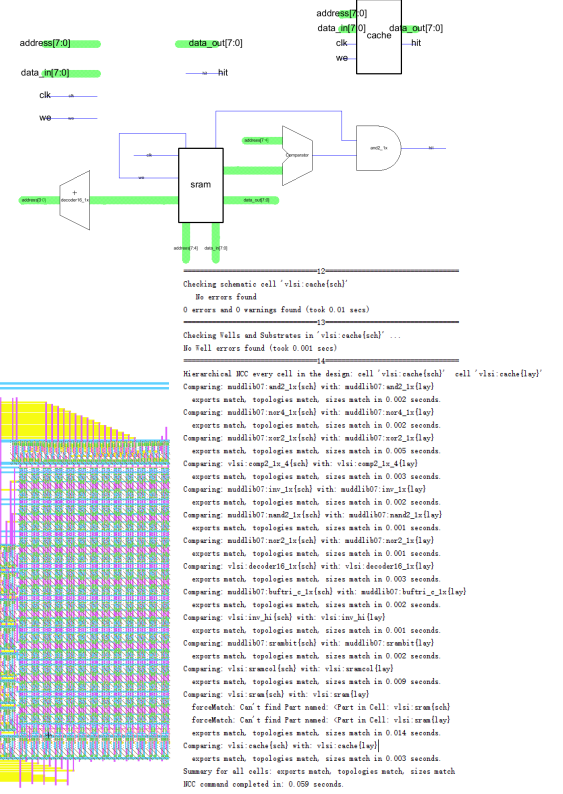 address[7:0]
data_in[7:0]
clk
we
data_out[7:0]
hit
cache
address[7:0]
data_in[7:0]
clk
clk
we
we
data_out[7:0]
hit
address[7:4]
Comparator
and2_1x
clk
we
sram
decoder16_1x
address[3:0]
data_out[7:0]
address[7:4]
data_in[7:0]
12
Checking schematic cell 'vlsi:cache{sch}'
No errors found
0 errors and 0 warnings found (took 0.01 secs)
13
Checking Wells and Substrates in 'vlsi:cache{sch}' ...
No Well errors found (took 0.001 secs)
14
Hierarchical NCC every cell in the design: cell 'vlsi:cache{sch}' cell 'vlsi:cache{lay}'
Comparing: muddlib07:and2_1x{sch} with: muddlib07:and2_1x{lay}
exports match, topologies match, sizes match in 0.002 seconds.
Comparing: muddlib07:nor4_1x{sch} with: muddlib07:nor4_1x{lay}
exports match, topologies match, sizes match in 0.002 seconds.
Comparing: muddlib07:xor2_1x{sch} with: muddlib07:xor2_1x{lay}
exports match, topologies match, sizes match in 0.005 seconds.
Comparing: vlsi:comp2_1x_4{sch} with: vlsi:comp2_1x_4{lay}
exports match, topologies match, sizes match in 0.003 seconds.
Comparing: muddlib07:inv_1x{sch} with: muddlib07:inv_1x{lay}
exports match, topologies match, sizes match in 0.002 seconds.
Comparing: muddlib07:nand2_1x{sch} with: muddlib07:nand2_1x{lay}
exports match, topologies match, sizes match in 0.001 seconds.
Comparing: muddlib07:nor2_1x{sch} with: muddlib07:nor2_1x{lay}
exports match, topologies match, sizes match in 0.001 seconds.
Comparing: vlsi:decoder16_1x{sch} with: vlsi:decoder16_1x{lay}
exports match, topologies match, sizes match in 0.003 seconds.
Comparing: muddlib07:buftri_c_1x{sch} with: muddlib07:buftri_c_1x{lay}
exports match, topologies match, sizes match in 0.002 seconds.
Comparing: vlsi:inv_hi{sch} with: vlsi:inv_hi{lay}
exports match, topologies match, sizes match in 0.001 seconds.
Comparing: muddlib07:srambit{sch} with: muddlib07:srambit{lay}
exports match, topologies match, sizes match in 0.002 seconds.
Comparing: vlsi:sramcol{sch} with: vlsi:sramcol{lay}
exports match, topologies match, sizes match in 0.009 seconds.
Comparing: vlsi:sram{sch} with: vlsi:sram{lay}
forceMatch: Can't find Part named: <Part in Cell: vlsi:sram{sch}
forceMatch: Can't find Part named: <Part in Cell: vlsi:sram{lay}
exports match, topologies match, sizes match in 0.014 seconds.
Comparing: vlsi:cache{sch} with: vlsi:cache{lay}
exports match, topologies match, sizes match in 0.003 seconds.
Summary for all cells: exports match, topologies match, sizes match
NCC command completed in: 0.059 seconds.